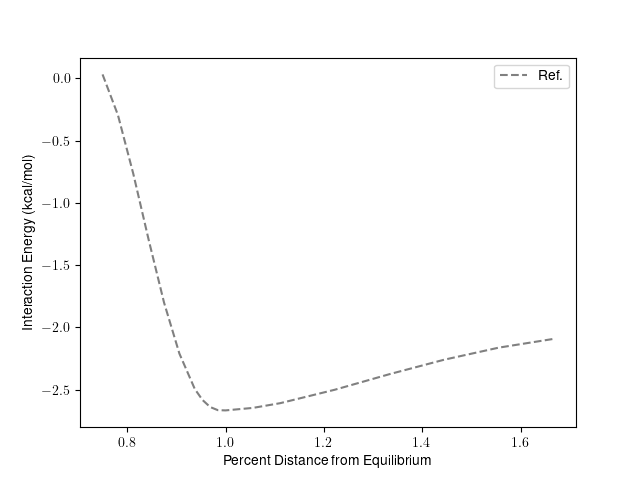 Ref.
Interaction Energy (kcal/mol)
0.0
−0.5
−1.0
−1.5
−2.0
−2.5
0.8 1.0 1.2 1.4 1.6
Percent Distance from Equilibrium